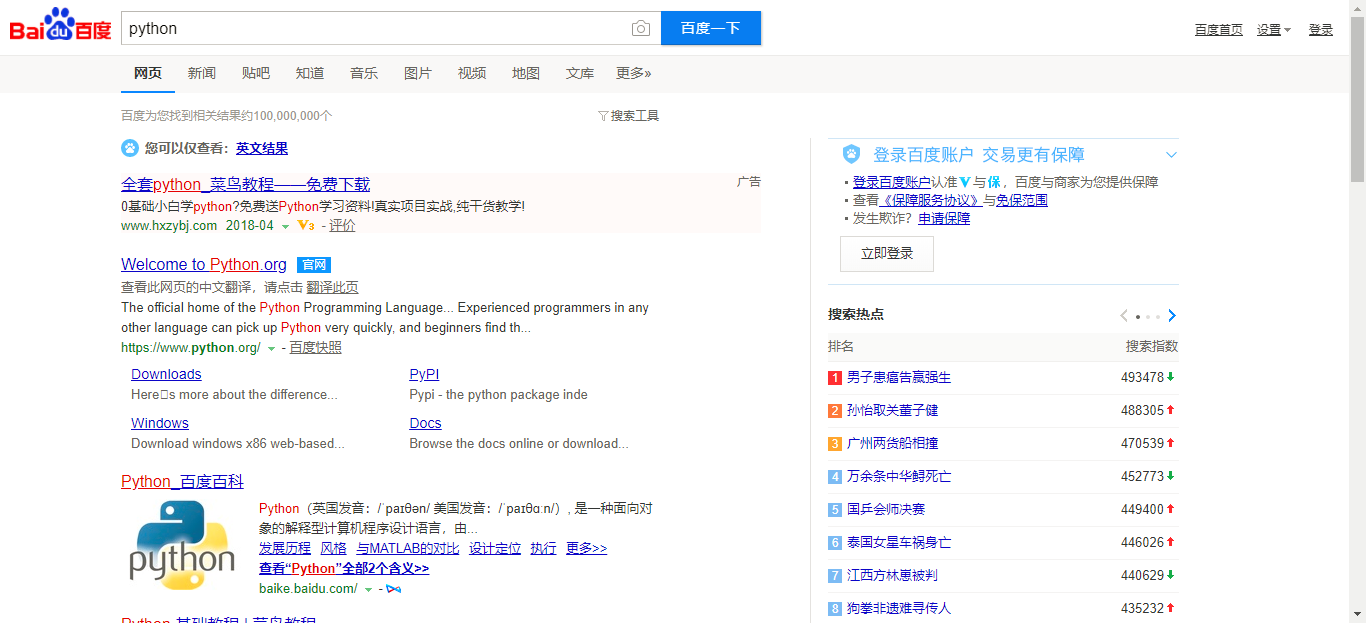 Bai du 百度
python
百度一下
百度首页 设置 登录
网页 新闻 贴吧 知道 音乐 图片 视频 地图 文库 更多»
百度为您找到相关结果约100,000,000个
搜索工具
您可以仅查看：英文结果
全套python_菜鸟教程——免费下载
广告
0基础小白学python?免费送Python学习资料!真实项目实战,纯干货教学!
www.hxzybj.com 2018-04 V3 - 评价
Welcome to Python.org 官网
查看此网页的中文翻译，请点击 翻译此页
The official home of the Python Programming Language... Experienced programmers in any
other language can pick up Python very quickly, and beginners find th...
https://www.python.org/ - 百度快照
Downloads
Here▯s more about the difference...
PyPI
Pypi - the python package inde
Windows
Download windows x86 web-based...
Docs
Browse the docs online or download...
Python_百度百科
python
Python（英国发音：/ˈpaɪθən/ 美国发音：/ˈpaɪθɑːn/）, 是一种面向对
象的解释型计算机程序设计语言，由...
发展历程 风格 与MATLAB的对比 设计定位 执行 更多>>
查看“Python”全部2个含义>>
baike.baidu.com/ -
Python 基础教程 | 菜鸟教程
登录百度账户 交易更有保障
登录百度账户认准V与保，百度与商家为您提供保障
查看《保障服务协议》与免保范围
发生欺诈？申请保障
立即登录
搜索热点
排名 搜索指数
1 男子患癌告赢强生 493478
2 孙怡取关董子健 488305
3 广州两货船相撞 470539
4 万余条中华鲟死亡 452773
5 国乒会师决赛 449400
6 泰国女星车祸身亡 446026
7 江西方林崽被判 440629
8 狗拳非遗难寻传人 435232